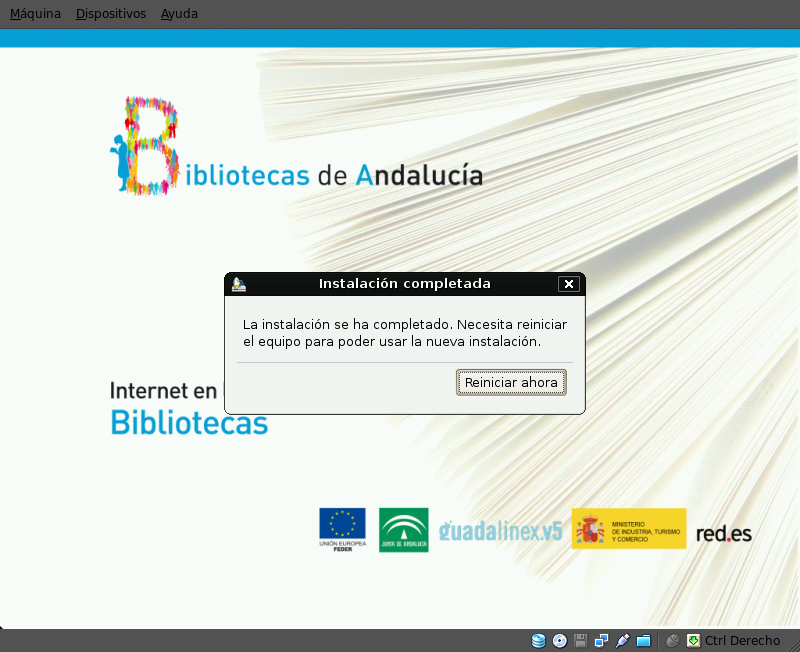 Máquina Dispositivos Ayuda
Bibliotecas de Andalucía
Instalación completada
La instalación se ha completado. Necesita reiniciar
el equipo para poder usar la nueva instalación.
Reiniciar ahora
Internet en
Bibliotecas
UNIÓN EUROPEA
FEDER
JUNTA DE ANDALUCIA
guadalinex.v5
MINISTERIO
DE INDUSTRIA, TURISMO
Y COMERCIO
red.es
Ctrl Derecho